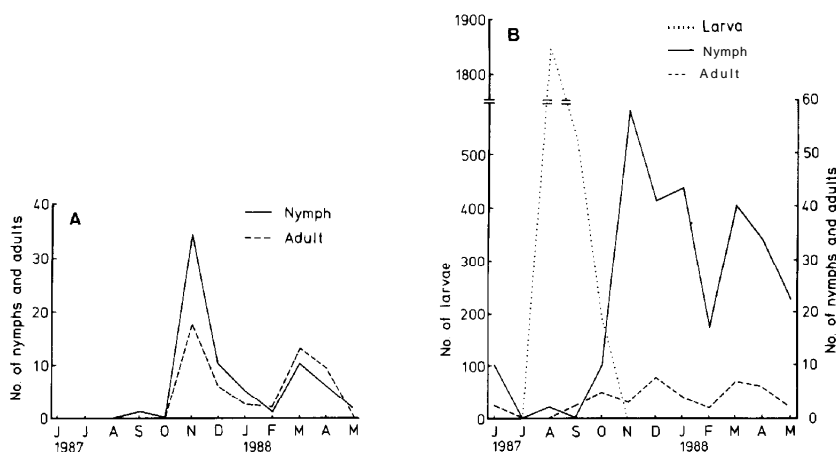 A
No. of nymphs and adults
40
30
20
10
0
Nymph
Adult
J J A S O N D J F M A M
1987 1988
B
No. of larvae
1900
1800
500
400
300
200
100
0
Larva
Nymph
Adult
60
50
40
30
20
10
0
No. of nymphs and adults
J J A S O N D J F M A M
1987 1988